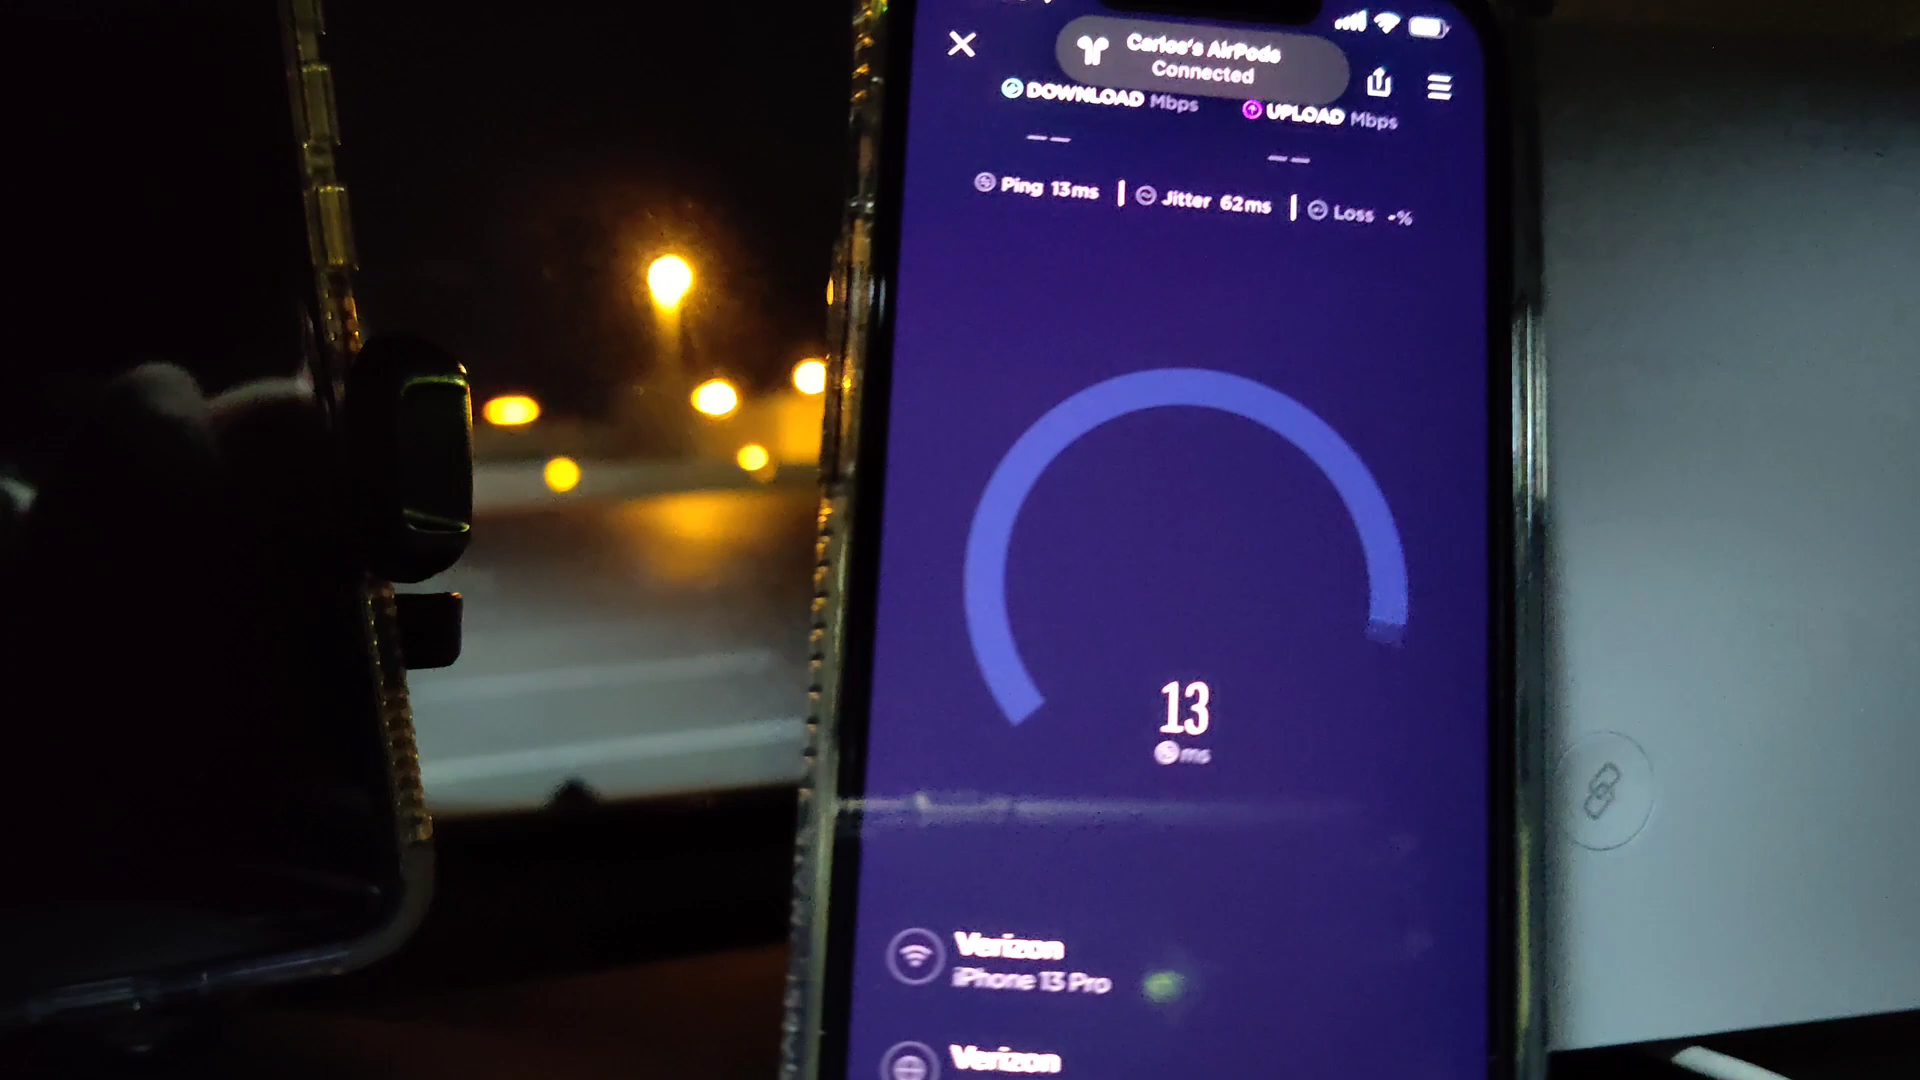 Carlos's AirPods
Connected
DOWNLOAD Mbps
UPLOAD Mbps
— —
— —
Ping 13ms
Jitter 62ms
Loss -%
13
ms
Verizon
iPhone 13 Pro
Verizon